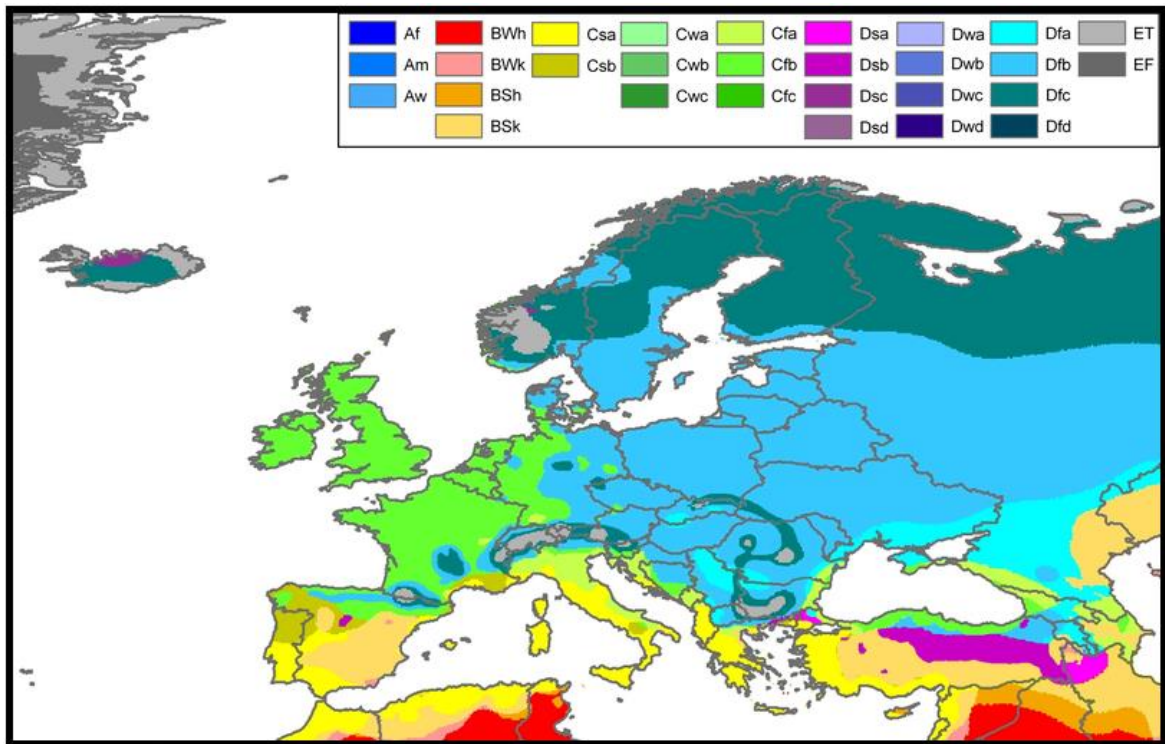 Af BWh Csa Cwa Cfa Dsa Dwa Dfa ET
Am BWk Csb Cwb Cfb Dsb Dwb Dfb EF
Aw BSh Cwc Cfc Dsc Dwc Dfc
BSk Dsd Dwd Dfd